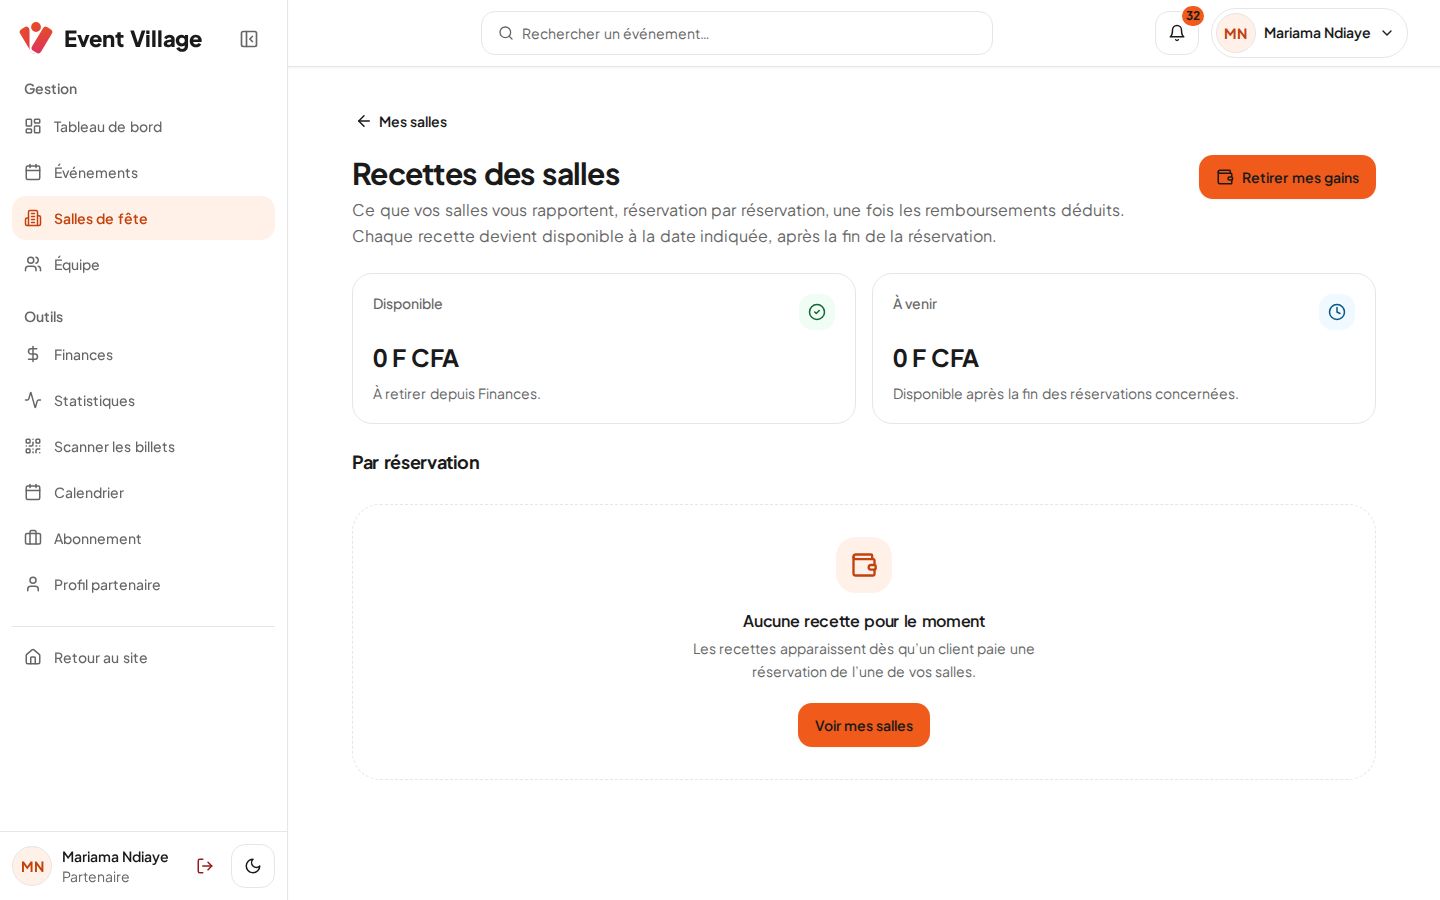 Event Village
Gestion
Tableau de bord
Événements
Salles de fête
Équipe
Outils
Finances
Statistiques
Scanner les billets
Calendrier
Abonnement
Profil partenaire
Retour au site
MN
Mariama Ndiaye
Partenaire
Rechercher un événement…
32
MN
Mariama Ndiaye
Mes salles
Recettes des salles
Retirer mes gains
Ce que vos salles vous rapportent, réservation par réservation, une fois les remboursements déduits.
Chaque recette devient disponible à la date indiquée, après la fin de la réservation.
Disponible
0 F CFA
À retirer depuis Finances.
À venir
0 F CFA
Disponible après la fin des réservations concernées.
Par réservation
Aucune recette pour le moment
Les recettes apparaissent dès qu’un client paie une
réservation de l’une de vos salles.
Voir mes salles